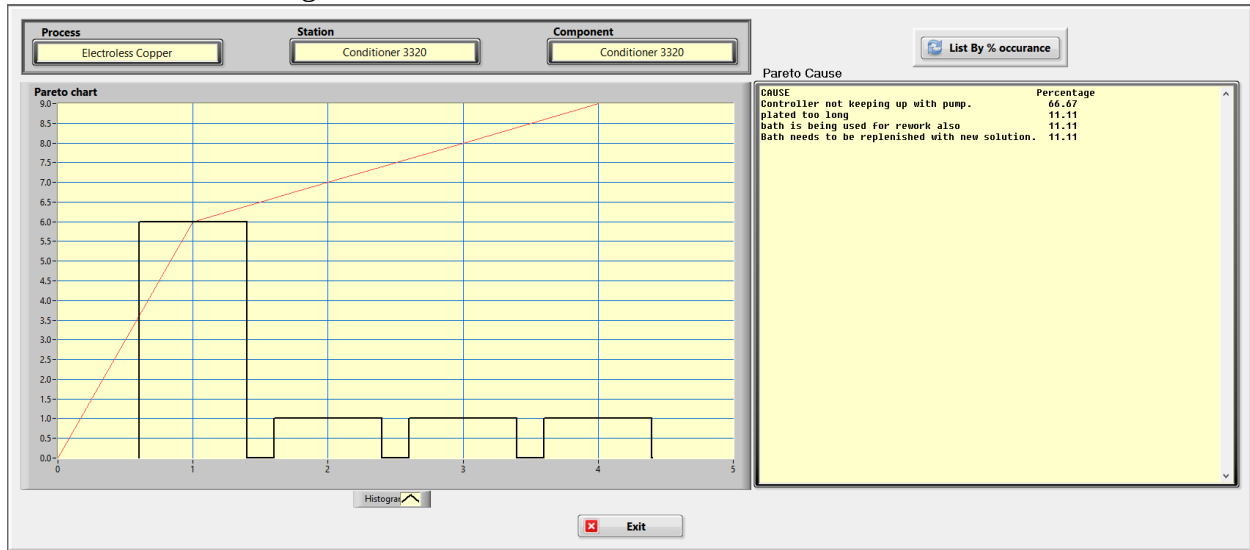 Process
Electroless Copper
Station
Conditioner 3320
Component
Conditioner 3320
List By % occurance
Pareto chart
9.0
8.5
8.0
7.5
7.0
6.5
6.0
5.5
5.0
4.5
4.0
3.5
3.0
2.5
2.0
1.5
1.0
0.5
0.0
0 1 2 3 4 5
Histogra
Pareto Cause
CAUSE Percentage
Controller not keeping up with pump. 66.67
plated too long 11.11
bath is being used for rework also 11.11
Bath needs to be replenished with new solution. 11.11
Exit